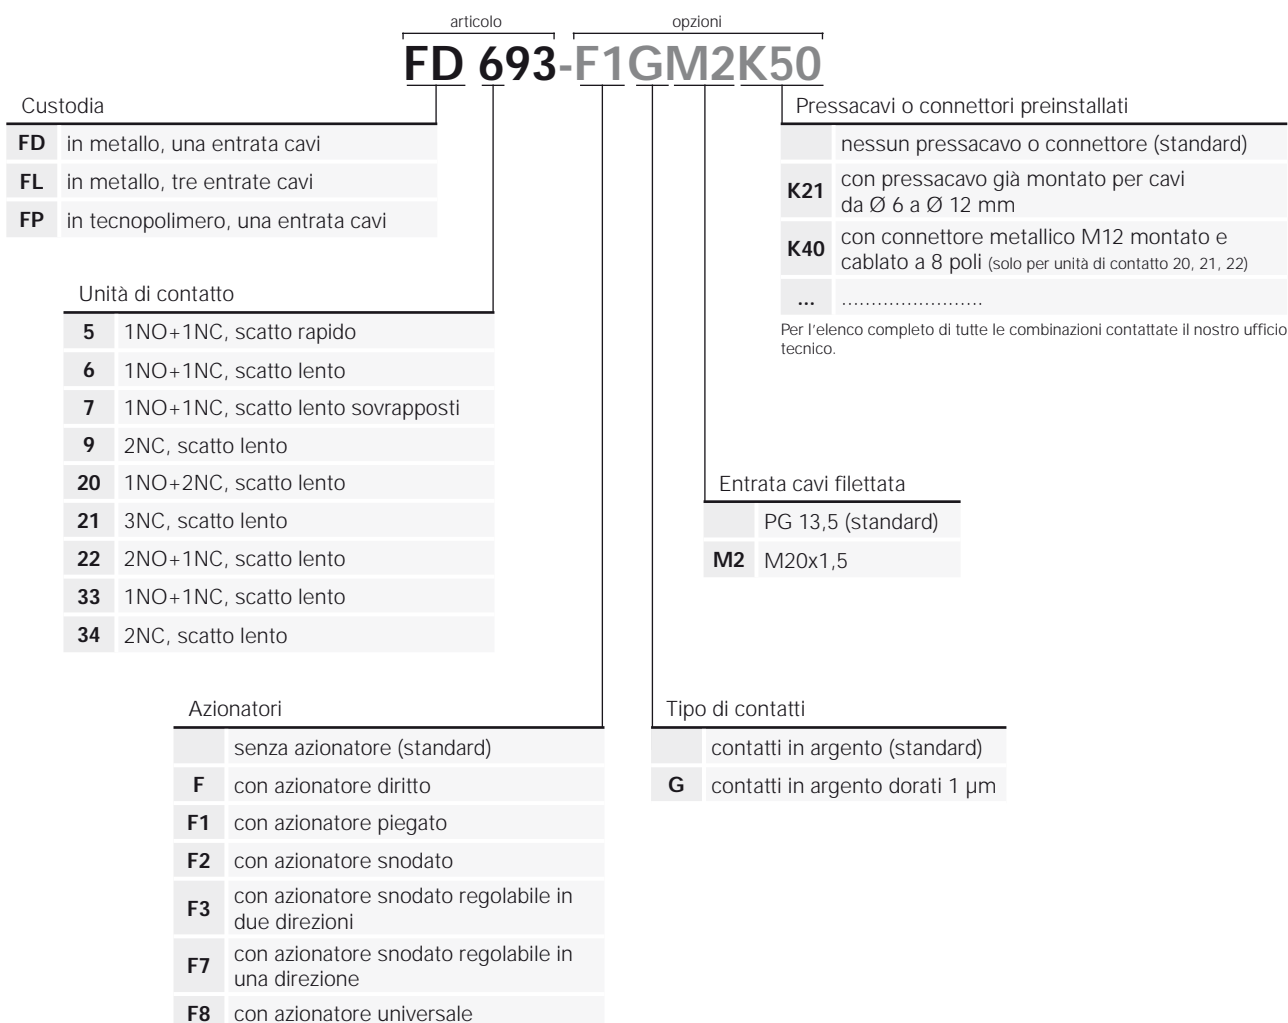 articolo
opzioni
FD 693-F1GM2K50
Custodia
FD in metallo, una entrata cavi
FL in metallo, tre entrate cavi
FP in tecnopolimero, una entrata cavi
Unità di contatto
5 1NO+1NC, scatto rapido
6 1NO+1NC, scatto lento
7 1NO+1NC, scatto lento sovrapposti
9 2NC, scatto lento
20 1NO+2NC, scatto lento
21 3NC, scatto lento
22 2NO+1NC, scatto lento
33 1NO+1NC, scatto lento
34 2NC, scatto lento
Azionatori
senza azionatore (standard)
F con azionatore diritto
F1 con azionatore piegato
F2 con azionatore snodato
F3 con azionatore snodato regolabile in
due direzioni
F7 con azionatore snodato regolabile in
una direzione
F8 con azionatore universale
Pressacavi o connettori preinstallati
nessun pressacavo o connettore (standard)
K21 con pressacavo già montato per cavi
da Ø 6 a Ø 12 mm
K40 con connettore metallico M12 montato e
cablato a 8 poli (solo per unità di contatto 20, 21, 22)
... ........................
Per l'elenco completo di tutte le combinazioni contattate il nostro ufficio
tecnico.
Entrata cavi filettata
PG 13,5 (standard)
M2 M20x1,5
Tipo di contatti
contatti in argento (standard)
G contatti in argento dorati 1 µm